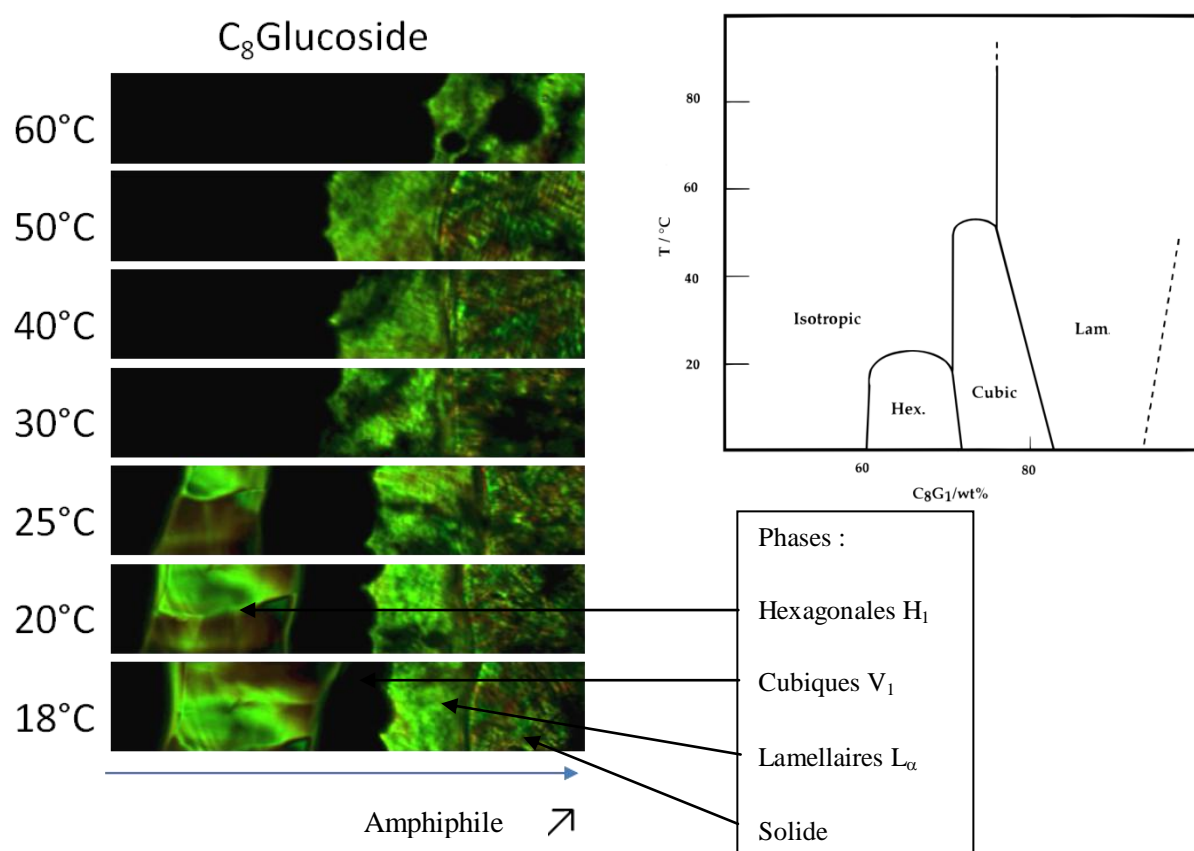 C₈Glucoside
60°C
50°C
40°C
30°C
25°C
20°C
18°C
Amphiphile
T / °C
80
60
40
20
Isotropic
Hex.
Cubic
Lam.
60
80
C₈G₁/wt%
Phases :
Hexagonales H₁
Cubiques V₁
Lamellaires Lα
Solide